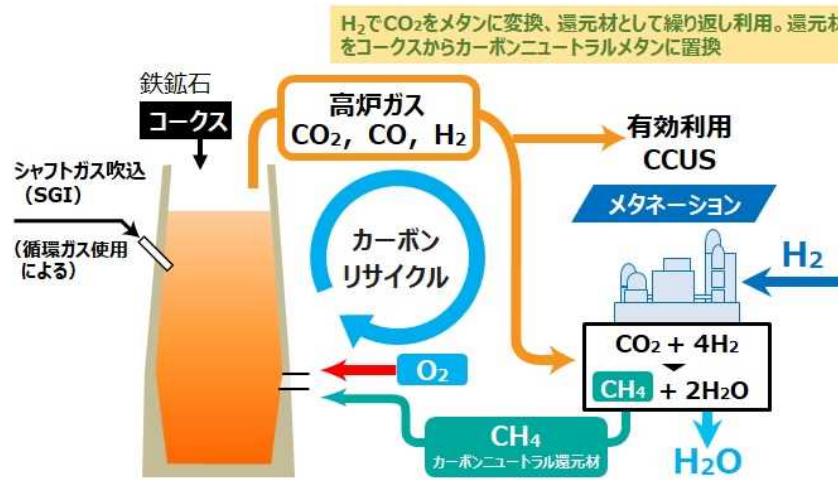 H₂でCO₂をメタンに変換、還元材として繰り返し利用。還元材
をコークスからカーボンニュートラルメタンに置換
鉄鉱石
コークス
高炉ガス
CO₂, CO, H₂
有効利用
CCUS
シャフトガス吹込
(SGI)
(循環ガス使用
による)
メタネーション
カーボン
リサイクル
H₂
CO₂ + 4H₂
CH₄ + 2H₂O
O₂
CH₄
カーボンニュートラル還元材
H₂O